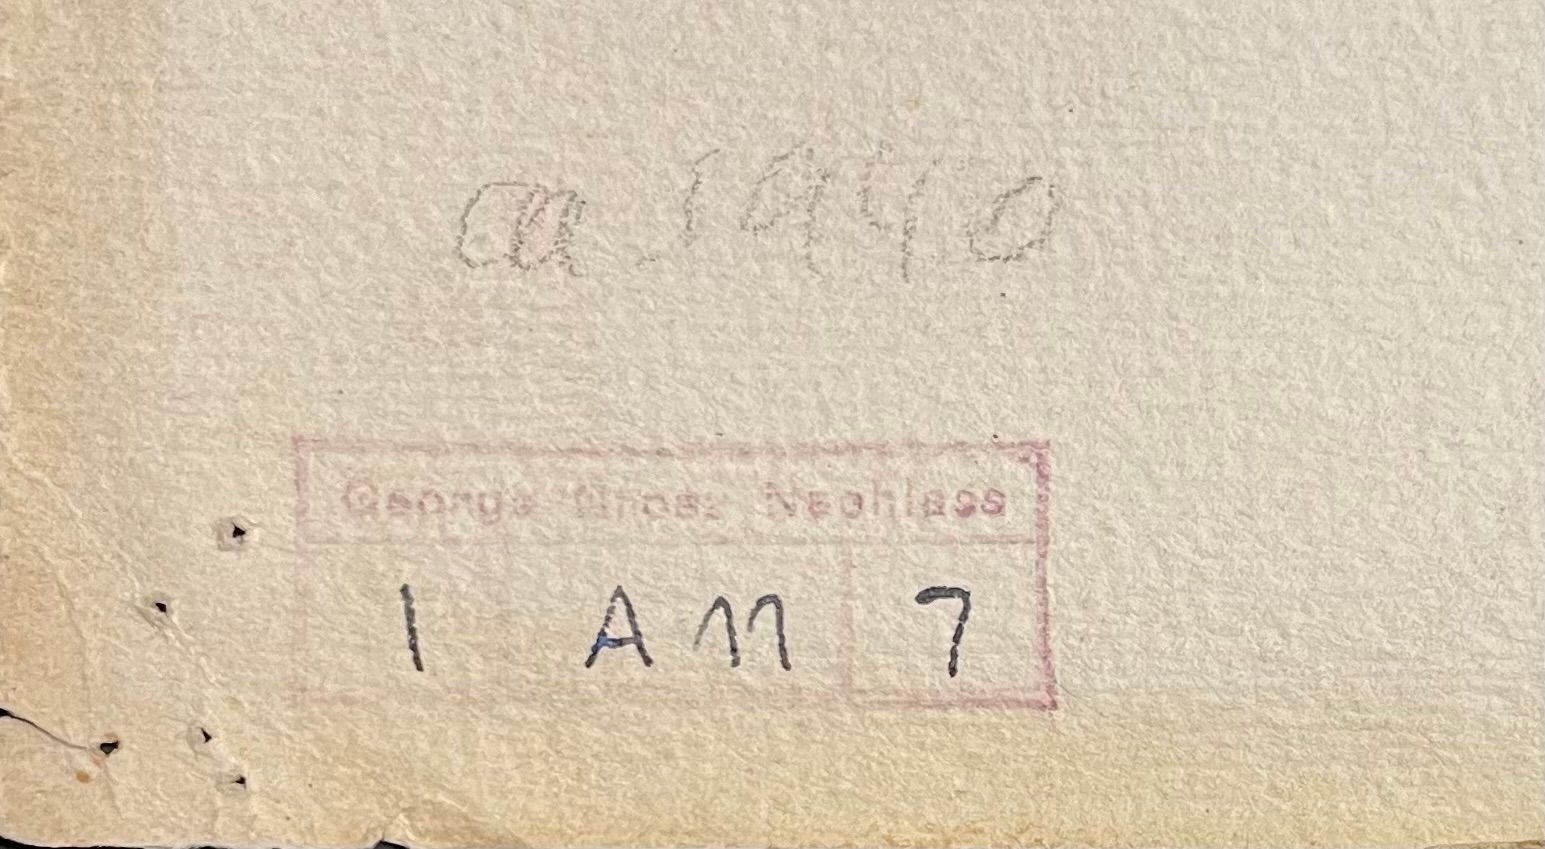 ca. 1940
George Grosz Nachlass
1 A 11 7